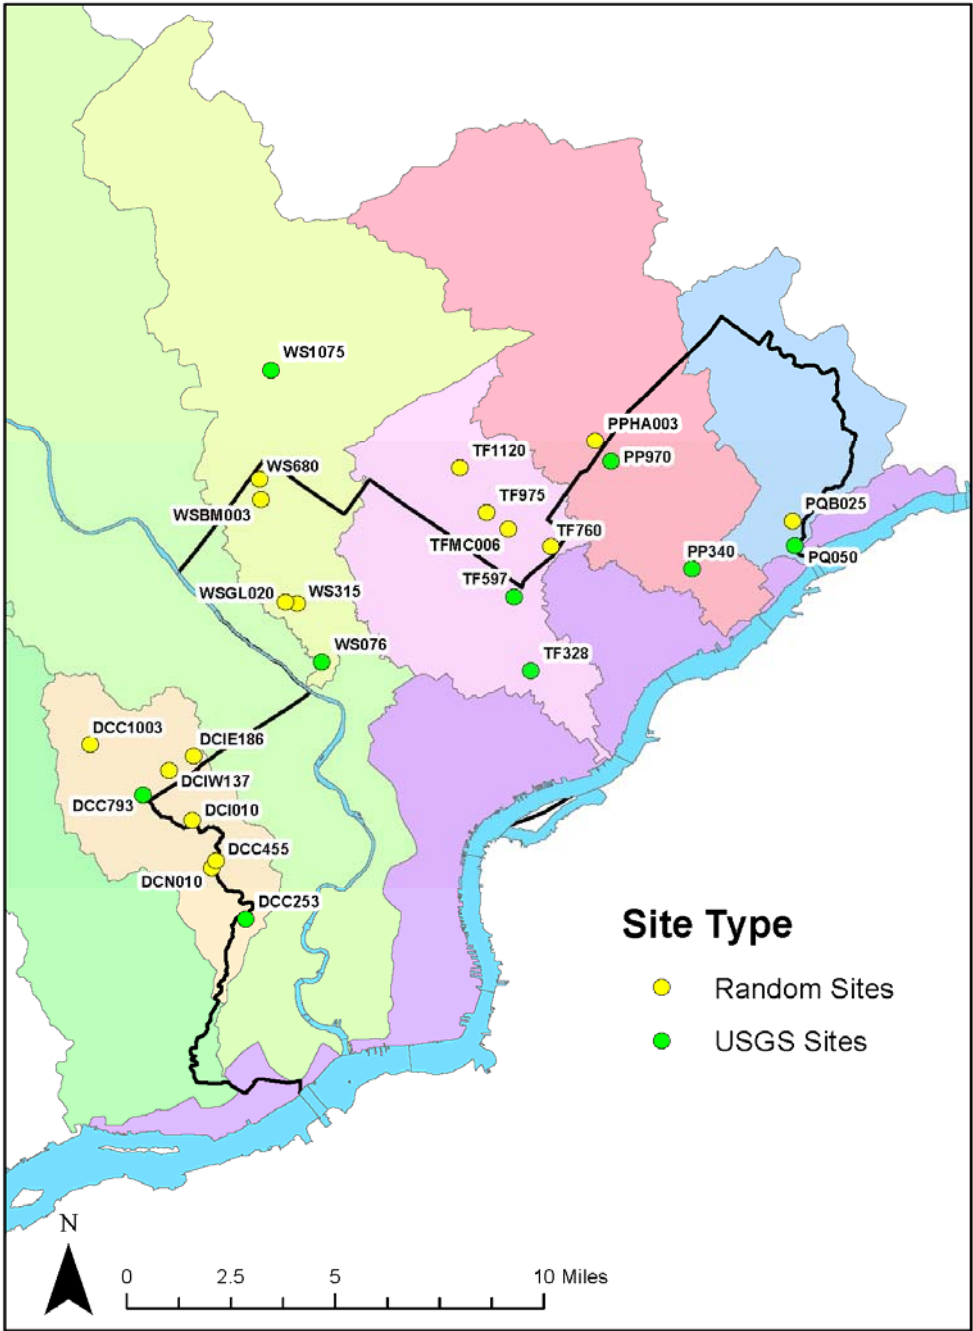 WS1075
PPHA003
TF1120
PP970
WS680
TF975
PQB025
WSBM003
TF760
TFMC006
PP340
PQ050
TF597
WSGL020
WS315
WS076
TF328
DCC1003
DCIE186
DCIW137
DCC793
DCI010
DCC455
DCN010
DCC253
Site Type
Random Sites
USGS Sites
N
0 2.5 5 10 Miles